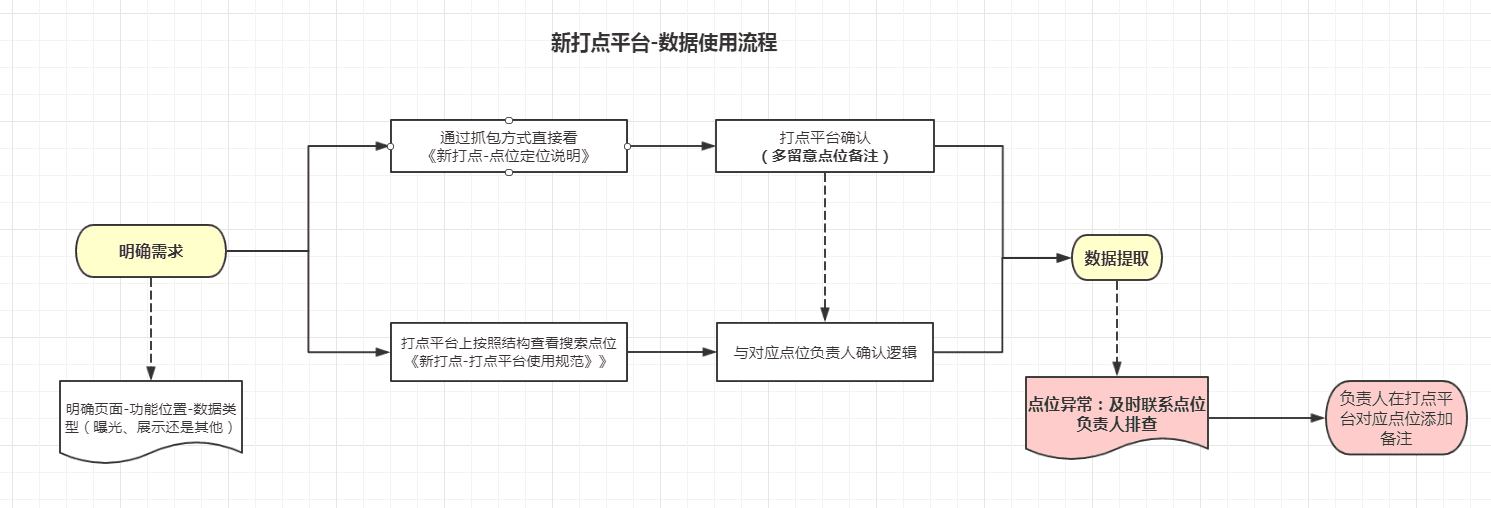 新打点平台-数据使用流程
通过抓包方式直接看
《新打点-点位定位说明》
打点平台确认
（多留意点位备注）
明确需求
数据提取
打点平台上按照结构查看搜索点位
《新打点-打点平台使用规范》》
与对应点位负责人确认逻辑
明确页面-功能位置-数据类
型（曝光、展示还是其他）
点位异常：及时联系点位
负责人排查
负责人在打点平
台对应点位添加
备注